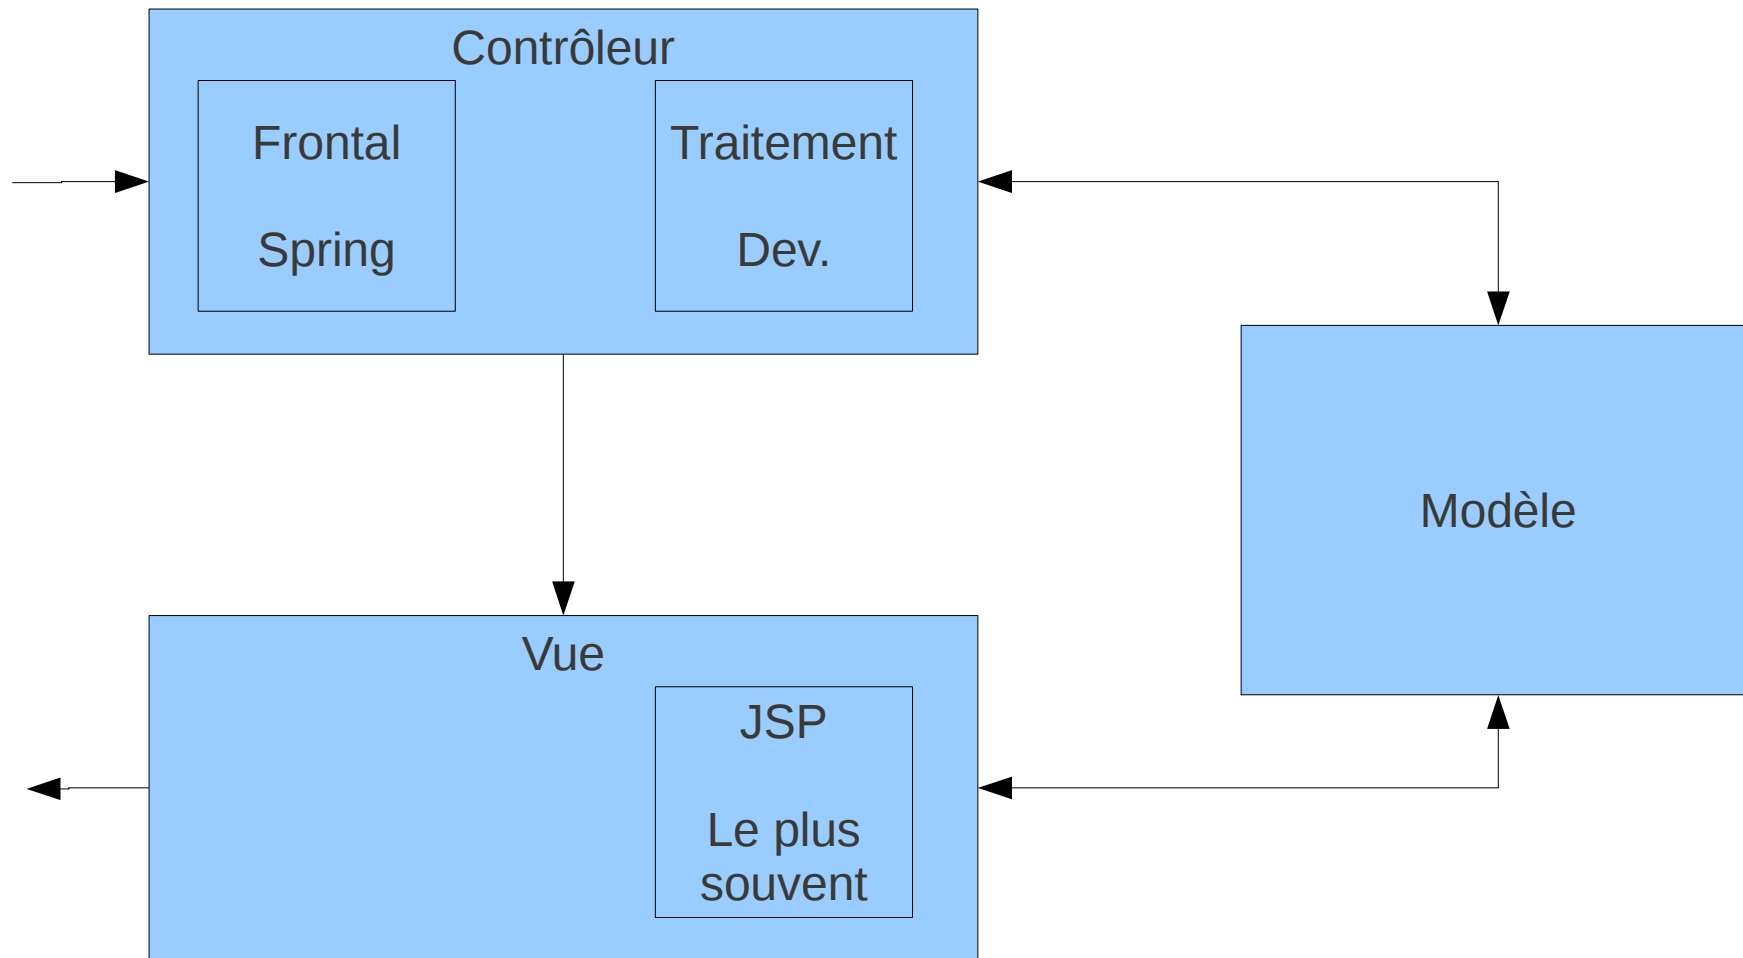 Contrôleur
Frontal
Spring
Traitement
Dev.
Modèle
Vue
JSP
Le plus
souvent